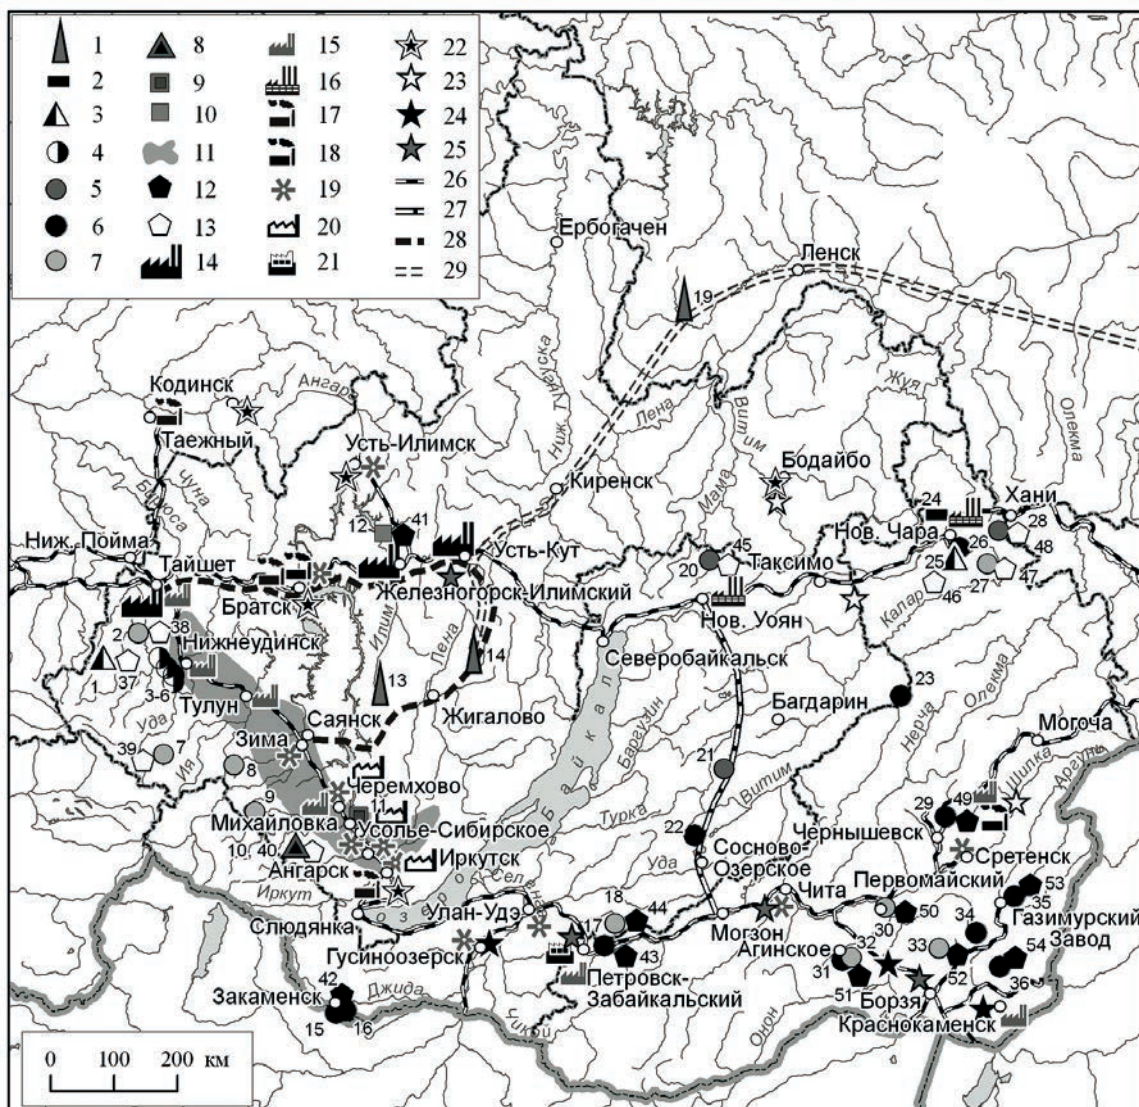 1
8
15
22
2
9
16
23
3
10
17
24
4
11
18
25
5
12
19
26
6
13
20
27
7
14
21
28
29
Ербогачен
Ленск
19
Кодинск
Ангара
Таежный
Ниж. Тунгуска
Лена
Витим
Жуя
Олекма
Усть-Илимск
Бодайбо
Чуна
Бирюса
Киренск
Мама
12
41
24
Хани
Ниж. Пойма
Усть-Кут
Нов. Чара
26
28
Тайшет
45
Таксимо
48
20
25
27
47
Железногорск-Илимский
Братск
46
Калар
Илим
Лена
Нов. Уоян
2
38
Нижнеудинск
Северобайкальск
1
37
3-6
14
13
23
Олекма
Тулун
Жигалово
Багдарин
Уда
Саянск
Баргузин
Нерча
Могоча
39
7
Ия
Зима
21
Шилка
Аргунь
8
Витим
Черемхово
Байкал
9
11
Турка
29
49
Михайловка
22
Чернышевск
Усолье-Сибирское
10,
40
Сосново-
Озерское
Сретенск
Ангарск
Иркутск
Уда
Иркут
Селенга
Чита
Первомайский
53
озеро
18
35
Слюдянка
Улан-Удэ
17
44
50
34
Газимурский
Завод
Могзон
30
Гусиноозерск
Агинское
32
33
54
43
31
Петровск-
Забайкальский
52
36
42
51
Закаменск
Джида
Борзя
15
16
Чикой
Онон
Краснокаменск
0
100
200
км